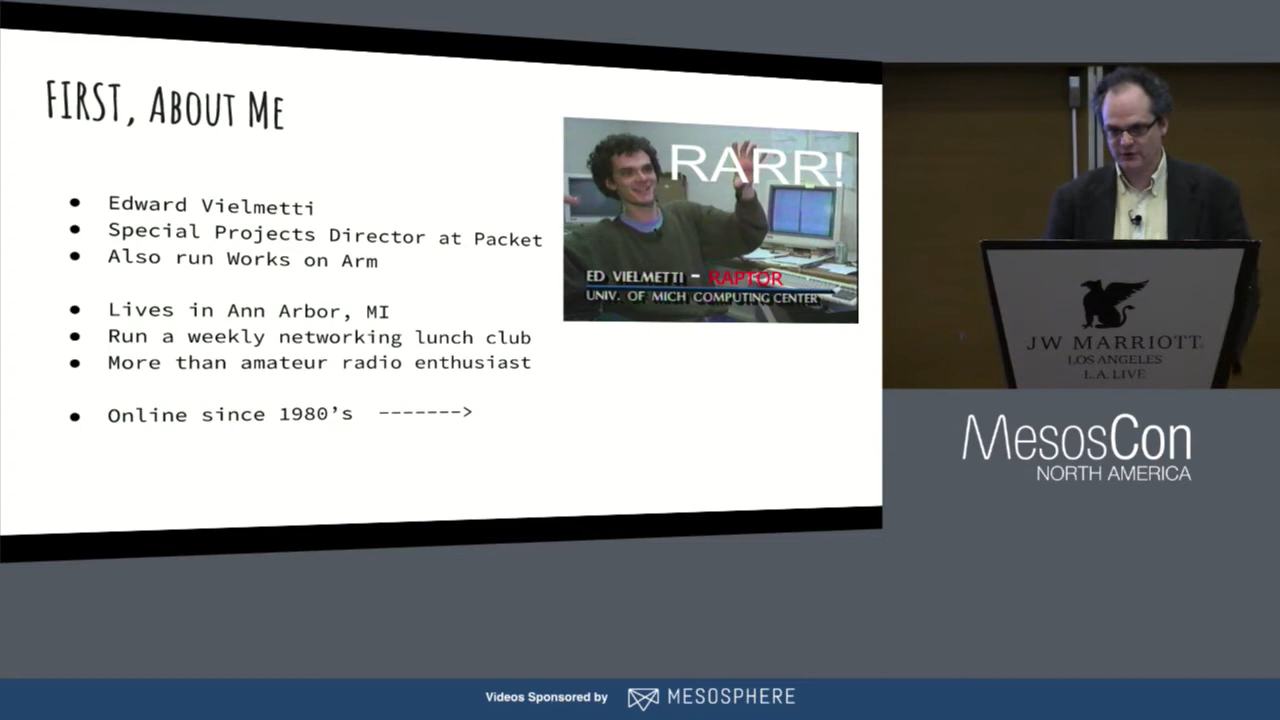 FIRST, ABOUT ME
Edward Vielmetti
Special Projects Director at Packet
Also run Works on Arm
Lives in Ann Arbor, MI
Run a weekly networking lunch club
More than amateur radio enthusiast
Online since 1980’s ------->
RARR!
ED VIELMETTI - RAPTOR
UNIV. OF MICH COMPUTING CENTER
JW MARRIOTT
LOS ANGELES
L.A. LIVE
MesosCon
NORTH AMERICA
Videos Sponsored by MESOSPHERE